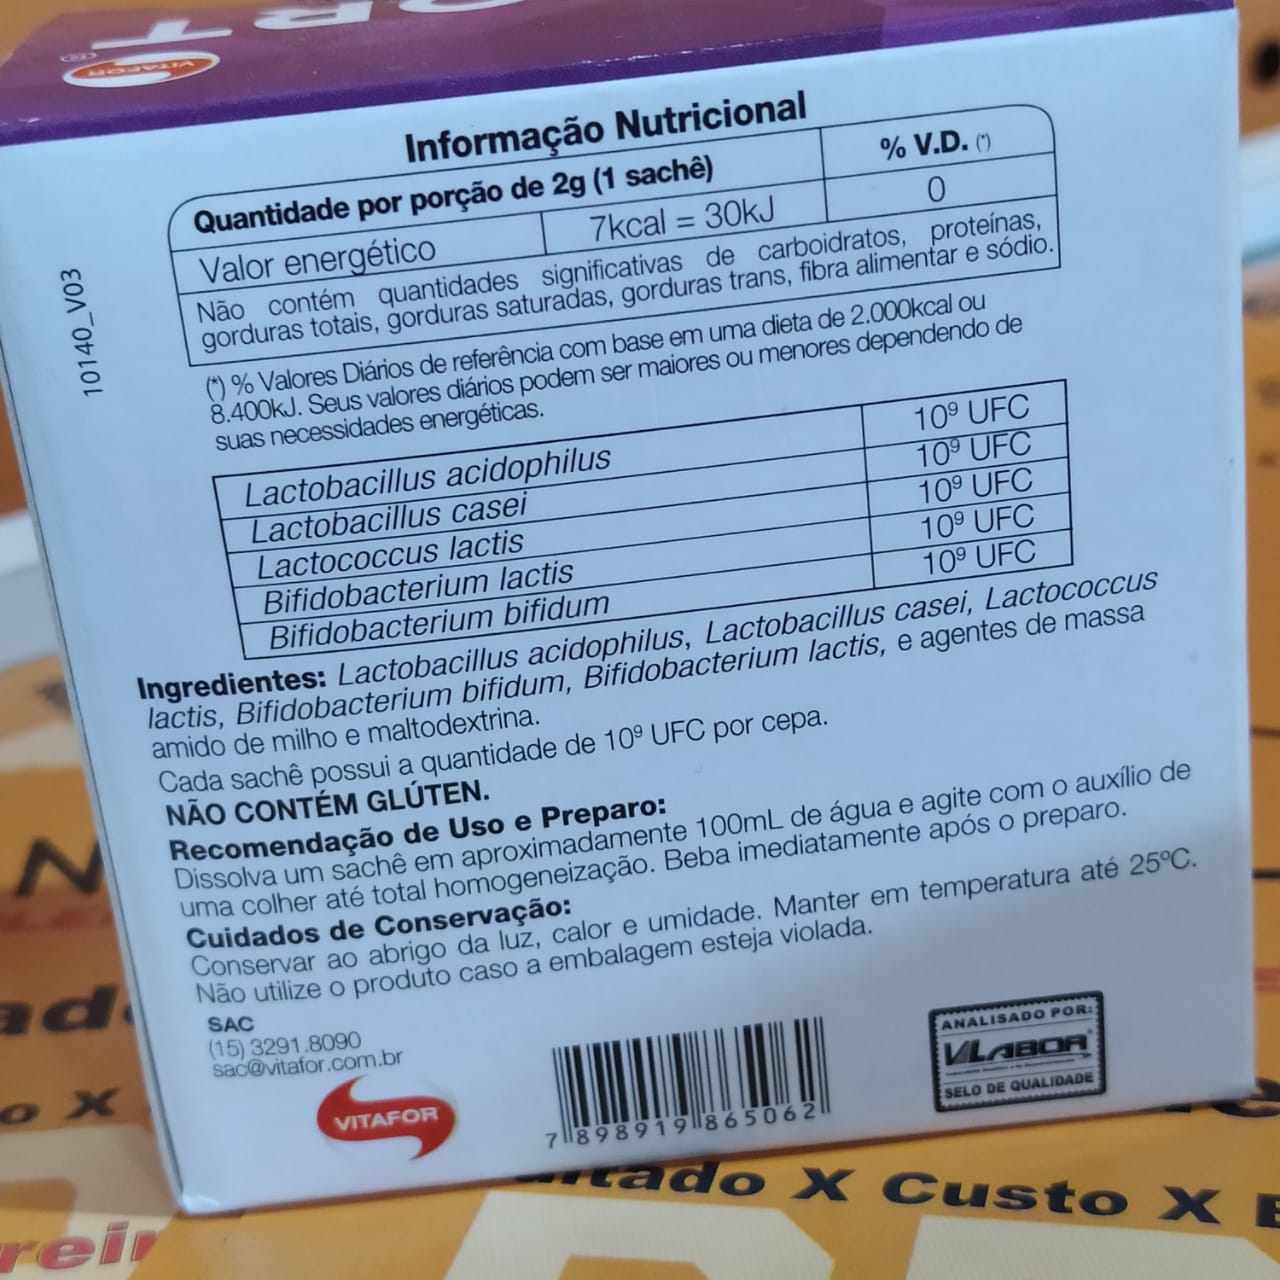 VITAFOR
®
10140_V03
Informação Nutricional
Quantidade por porção de 2g (1 sachê)
% V.D. (*)
Valor energético
7kcal = 30kJ
0
Não contém quantidades significativas de carboidratos, proteínas,
gorduras totais, gorduras saturadas, gorduras trans, fibra alimentar e sódio.
(*) % Valores Diários de referência com base em uma dieta de 2.000kcal ou
8.400kJ. Seus valores diários podem ser maiores ou menores dependendo de
suas necessidades energéticas.
Lactobacillus acidophilus 10⁹ UFC
Lactobacillus casei 10⁹ UFC
Lactococcus lactis 10⁹ UFC
Bifidobacterium lactis 10⁹ UFC
Bifidobacterium bifidum 10⁹ UFC
Ingredientes: Lactobacillus acidophilus, Lactobacillus casei, Lactococcus
lactis, Bifidobacterium bifidum, Bifidobacterium lactis, e agentes de massa
amido de milho e maltodextrina.
Cada sachê possui a quantidade de 10⁹ UFC por cepa.
NÃO CONTÉM GLÚTEN.
Recomendação de Uso e Preparo:
Dissolva um sachê em aproximadamente 100mL de água e agite com o auxílio de
uma colher até total homogeneização. Beba imediatamente após o preparo.
Cuidados de Conservação:
Conservar ao abrigo da luz, calor e umidade. Manter em temperatura até 25ºC.
Não utilize o produto caso a embalagem esteja violada.
SAC
(15) 3291.8090
sac@vitafor.com.br
VITAFOR
7 898919 865062
ANALISADO POR:
VLABOR
SELO DE QUALIDADE
X Custo X